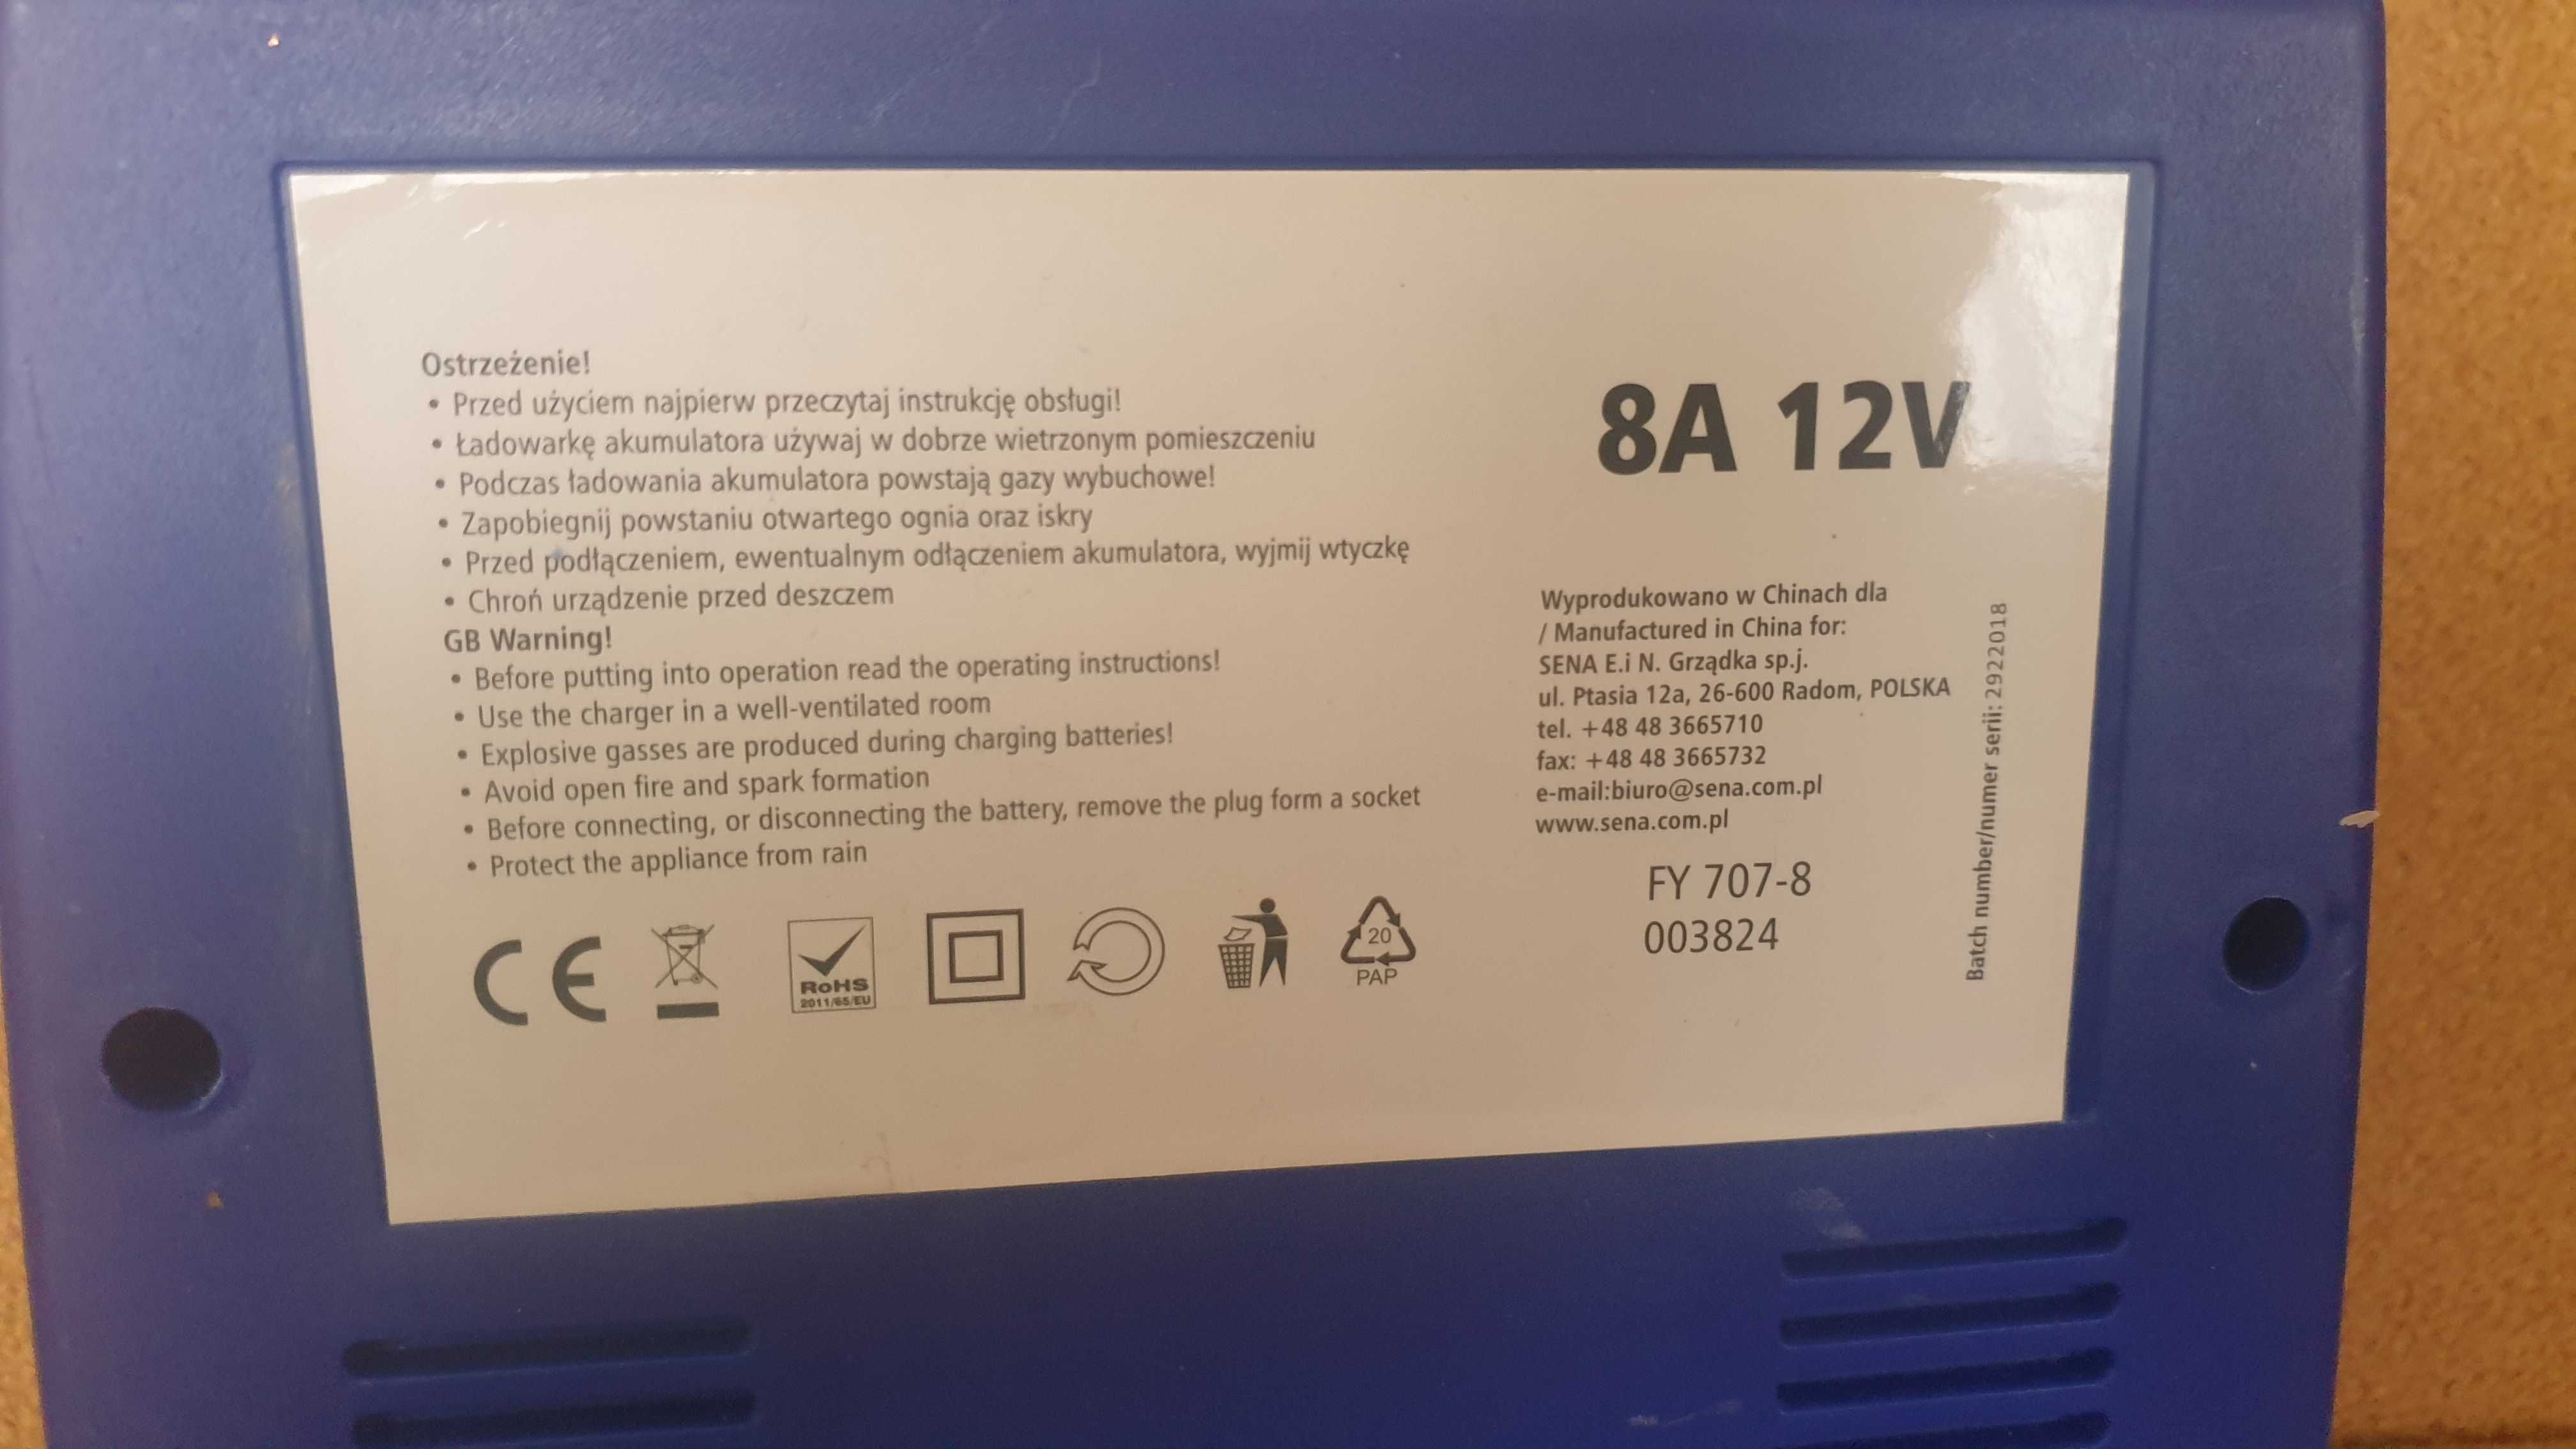 Ostrzeżenie!
• Przed użyciem najpierw przeczytaj instrukcję obsługi!
• Ładowarkę akumulatora używaj w dobrze wietrzonym pomieszczeniu
• Podczas ładowania akumulatora powstają gazy wybuchowe!
• Zapobiegnij powstaniu otwartego ognia oraz iskry
• Przed podłączeniem, ewentualnym odłączeniem akumulatora, wyjmij wtyczkę
• Chroń urządzenie przed deszczem
GB Warning!
• Before putting into operation read the operating instructions!
• Use the charger in a well-ventilated room
• Explosive gasses are produced during charging batteries!
• Avoid open fire and spark formation
• Before connecting, or disconnecting the battery, remove the plug form a socket
• Protect the appliance from rain
CE
RoHS
2011/65/EU
20
PAP
8A 12V
Wyprodukowano w Chinach dla
/ Manufactured in China for:
SENA E.i N. Grządka sp.j.
ul. Ptasia 12a, 26-600 Radom, POLSKA
tel. +48 48 3665710
fax: +48 48 3665732
e-mail:biuro@sena.com.pl
www.sena.com.pl
FY 707-8
003824
Batch number/numer serii: 2922018